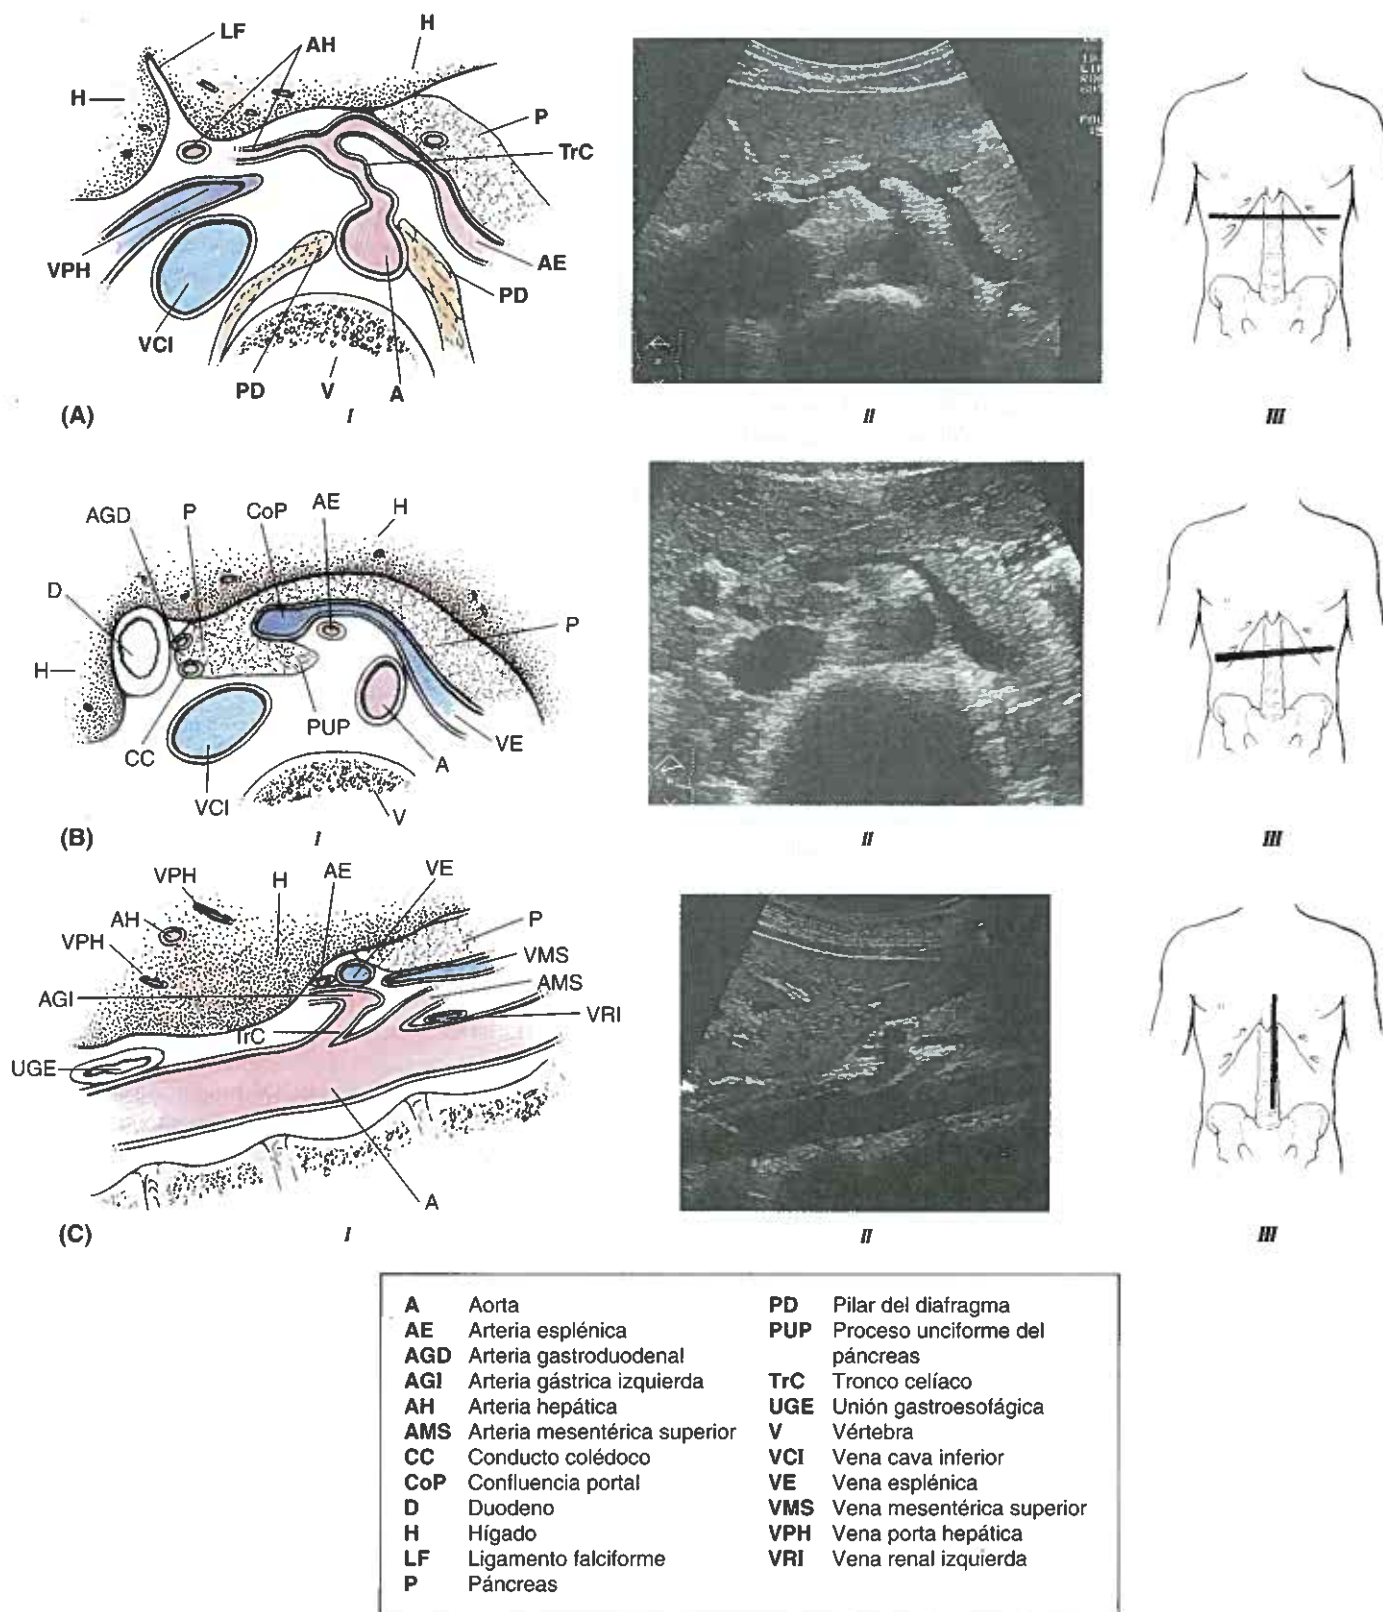 LF
AH
H
H
P
TrC
VPH
AE
PD
VCI
PD
V
A
(A)
I
II
III
AGD
P
CoP
AE
H
D
P
H
PUP
VE
CC
A
VCI
V
(B)
I
II
III
VPH
H
AE
VE
AH
P
VPH
VMS
AMS
AGI
VRI
TrC
UGE
A
(C)
I
II
III
A Aorta
AE Arteria esplénica
AGD Arteria gastroduodenal
AGI Arteria gástrica izquierda
AH Arteria hepática
AMS Arteria mesentérica superior
CC Conducto colédoco
CoP Confluencia portal
D Duodeno
H Hígado
LF Ligamento falciforme
P Páncreas
PD Pilar del diafragma
PUP Proceso unciforme del
páncreas
TrC Tronco celíaco
UGE Unión gastroesofágica
V Vértebra
VCI Vena cava inferior
VE Vena esplénica
VMS Vena mesentérica superior
VPH Vena porta hepática
VRI Vena renal izquierda